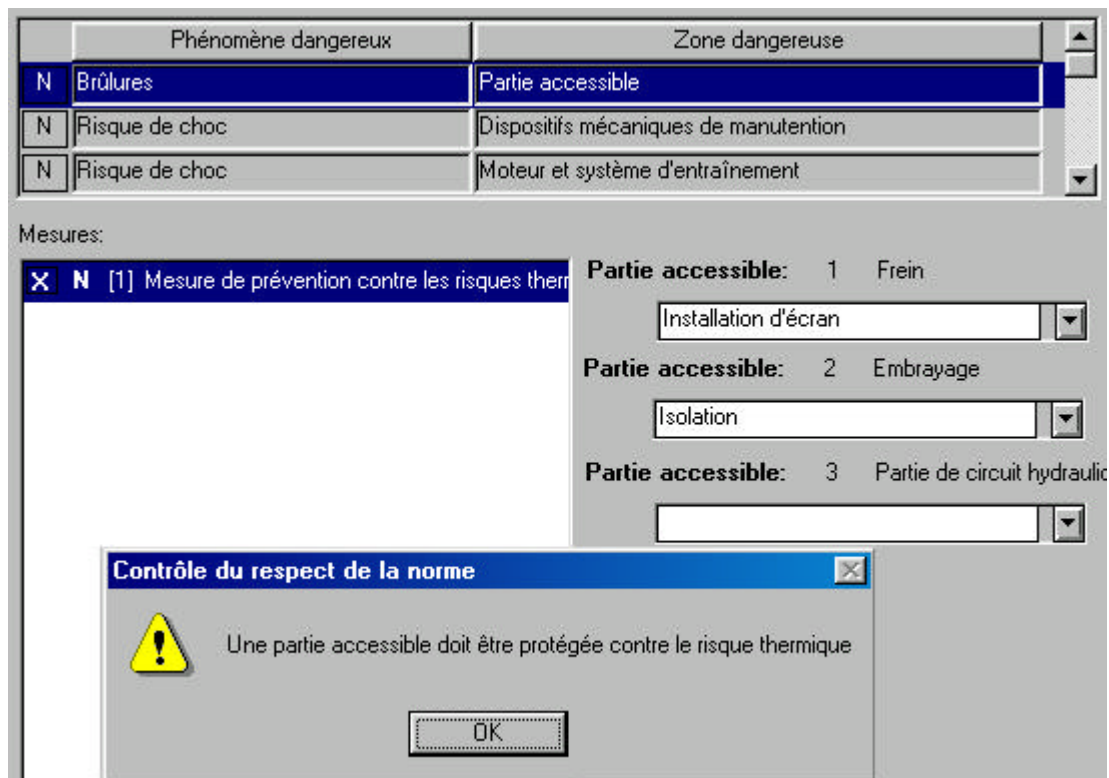 Phénomène dangereux Zone dangereuse
N Brûlures Partie accessible
N Risque de choc Dispositifs mécaniques de manutention
N Risque de choc Moteur et système d'entraînement
Mesures:
X N [1] Mesure de prévention contre les risques therr
Partie accessible: 1 Frein
Installation d'écran
Partie accessible: 2 Embrayage
Isolation
Partie accessible: 3 Partie de circuit hydraulic
Contrôle du respect de la norme
Une partie accessible doit être protégée contre le risque thermique
OK